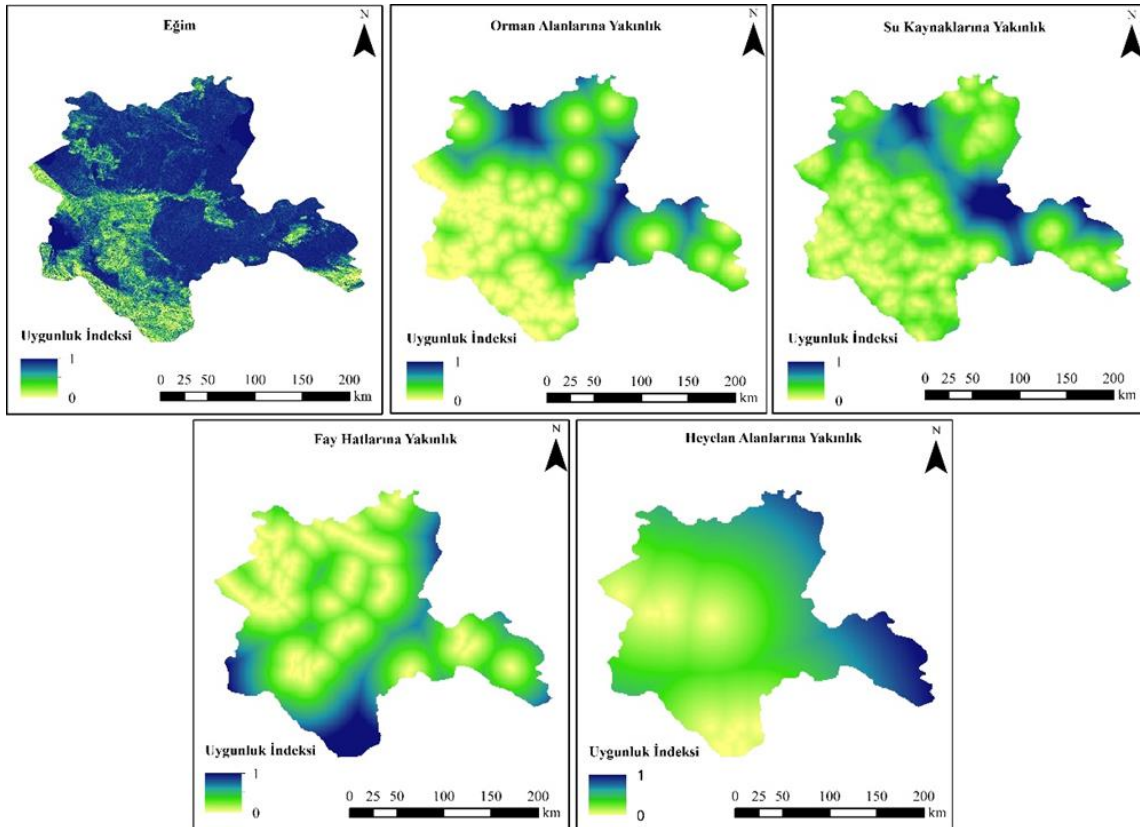 Eğim
N
Uygunluk İndeksi
1
0
0 25 50 100 150 200
km
Orman Alanlarına Yakınlık
N
Uygunluk İndeksi
1
0
0 25 50 100 150 200
km
Su Kaynaklarına Yakınlık
N
Uygunluk İndeksi
1
0
0 25 50 100 150 200
km
Fay Hatlarına Yakınlık
N
Uygunluk İndeksi
1
0
0 25 50 100 150 200
km
Heyelan Alanlarına Yakınlık
N
Uygunluk İndeksi
1
0
0 25 50 100 150 200
km